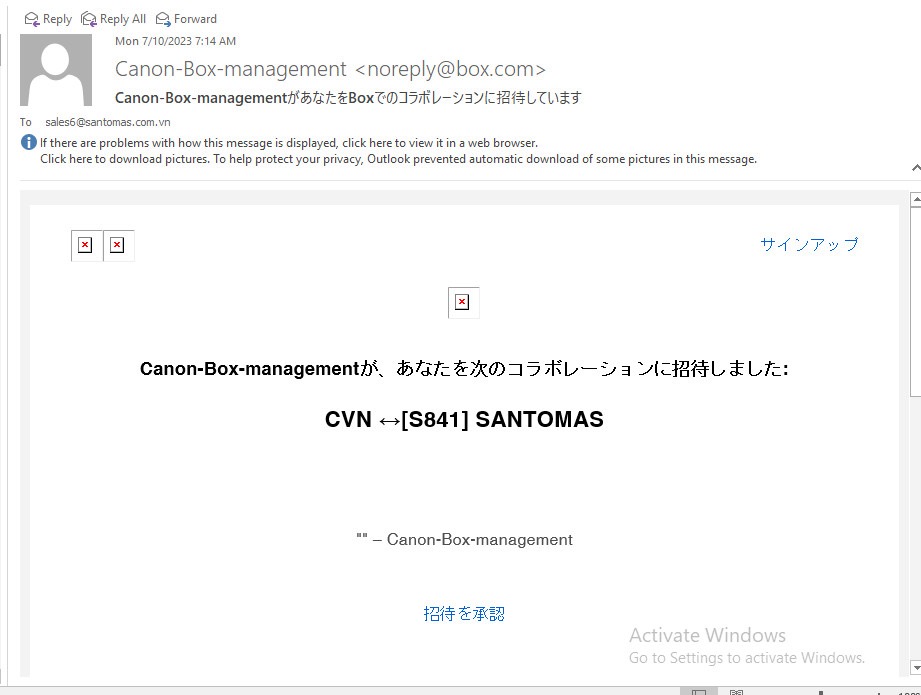 Reply Reply All Forward
Mon 7/10/2023 7:14 AM
Canon-Box-management <noreply@box.com>
Canon-Box-managementがあなたをBoxでのコラボレーションに招待しています
To sales6@santomas.com.vn
If there are problems with how this message is displayed, click here to view it in a web browser.
Click here to download pictures. To help protect your privacy, Outlook prevented automatic download of some pictures in this message.
サインアップ
Canon-Box-managementが、あなたを次のコラボレーションに招待しました:
CVN ↔[S841] SANTOMAS
"" – Canon-Box-management
招待を承認
Activate Windows
Go to Settings to activate Windows.